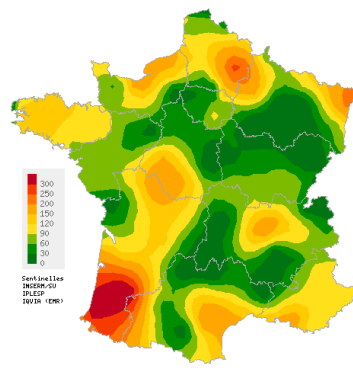 300
250
200
150
120
90
60
30
0
Sentinelles
INSERM/SU
IPLESP
IQVIA (EMR)